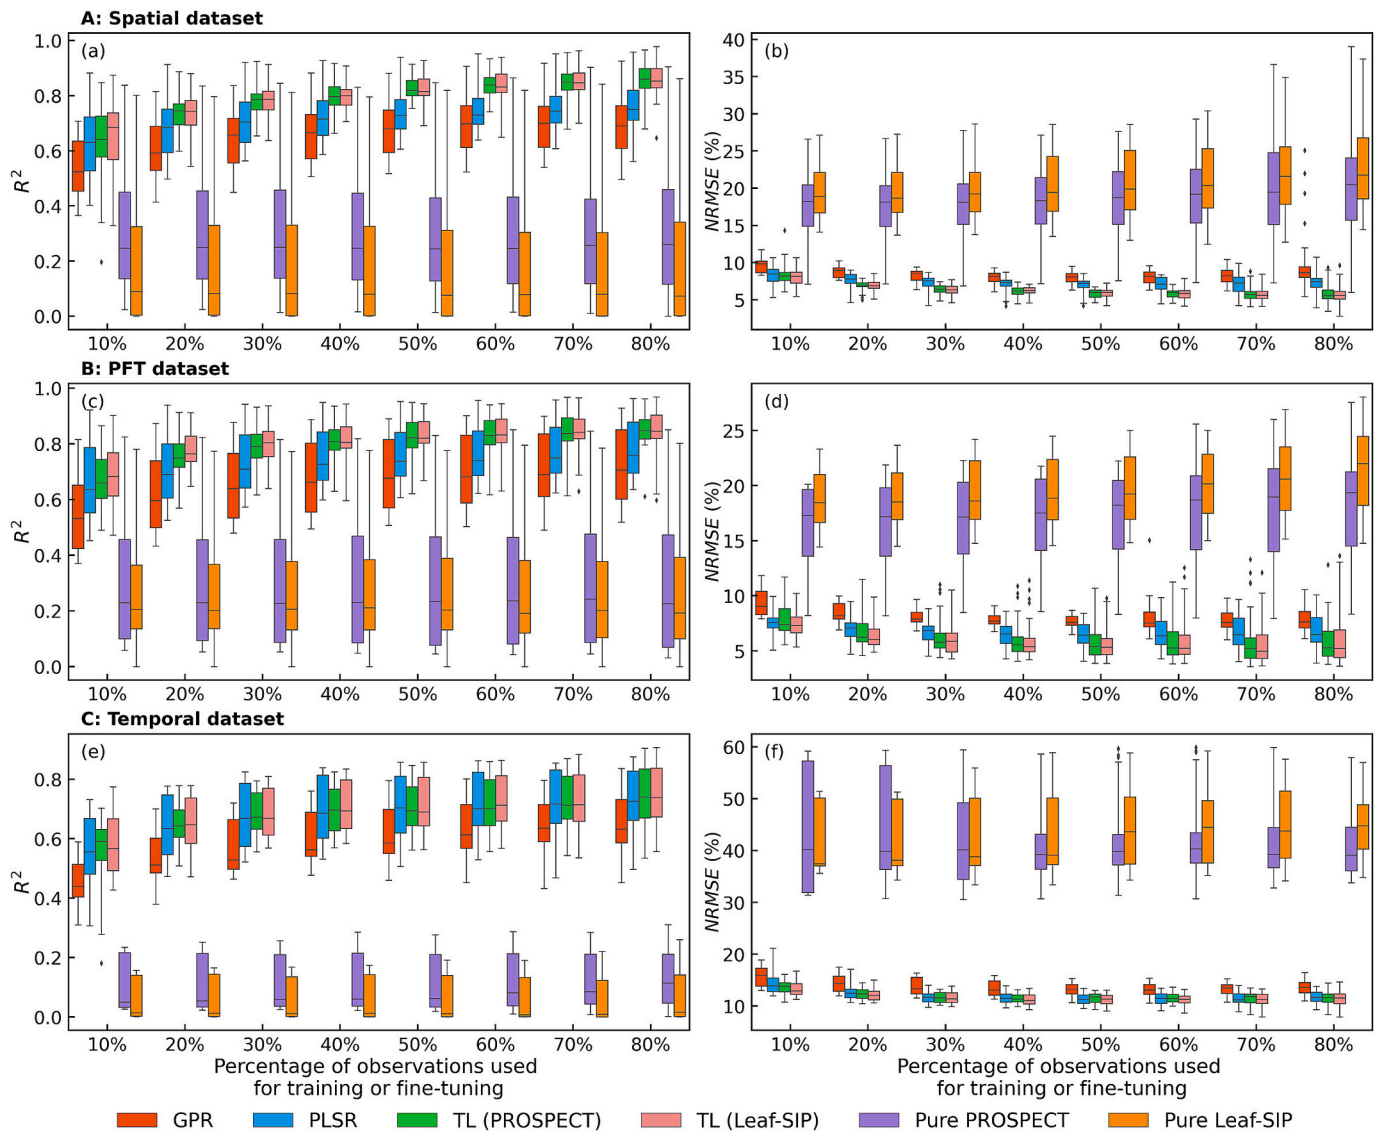 A: Spatial dataset
(a)
(b)
R²
1.0
0.8
0.6
0.4
0.2
0.0
10% 20% 30% 40% 50% 60% 70% 80%
NRMSE (%)
40
35
30
25
20
15
10
5
10% 20% 30% 40% 50% 60% 70% 80%
B: PFT dataset
(c)
(d)
R²
1.0
0.8
0.6
0.4
0.2
0.0
10% 20% 30% 40% 50% 60% 70% 80%
NRMSE (%)
25
20
15
10
5
10% 20% 30% 40% 50% 60% 70% 80%
C: Temporal dataset
(e)
(f)
R²
0.8
0.6
0.4
0.2
0.0
10% 20% 30% 40% 50% 60% 70% 80%
NRMSE (%)
60
50
40
30
20
10
10% 20% 30% 40% 50% 60% 70% 80%
Percentage of observations used
for training or fine-tuning
Percentage of observations used
for training or fine-tuning
GPR PLSR TL (PROSPECT) TL (Leaf-SIP) Pure PROSPECT Pure Leaf-SIP